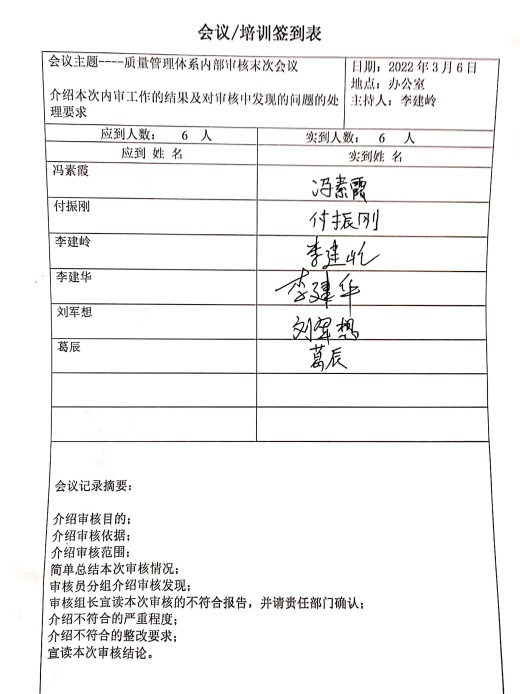 会议/培训签到表
会议主题----质量管理体系内部审核末次会议
日期：2022年3月6日
地点：办公室
介绍本次内审工作的结果及对审核中发现的问题的处理要求
主持人：李建岭
应到人数： 6 人
实到人数： 6 人
应到 姓 名
实到姓 名
冯素霞
冯素霞
付振刚
付振刚
李建岭
李建岭
李建华
李建华
刘军想
刘军想
葛辰
葛辰
会议记录摘要：
介绍审核目的；
介绍审核依据；
介绍审核范围；
简单总结本次审核情况；
审核员分组介绍审核发现；
审核组长宣读本次审核的不符合报告，并请责任部门确认；
介绍不符合的严重程度；
介绍不符合的整改要求；
宣读本次审核结论。